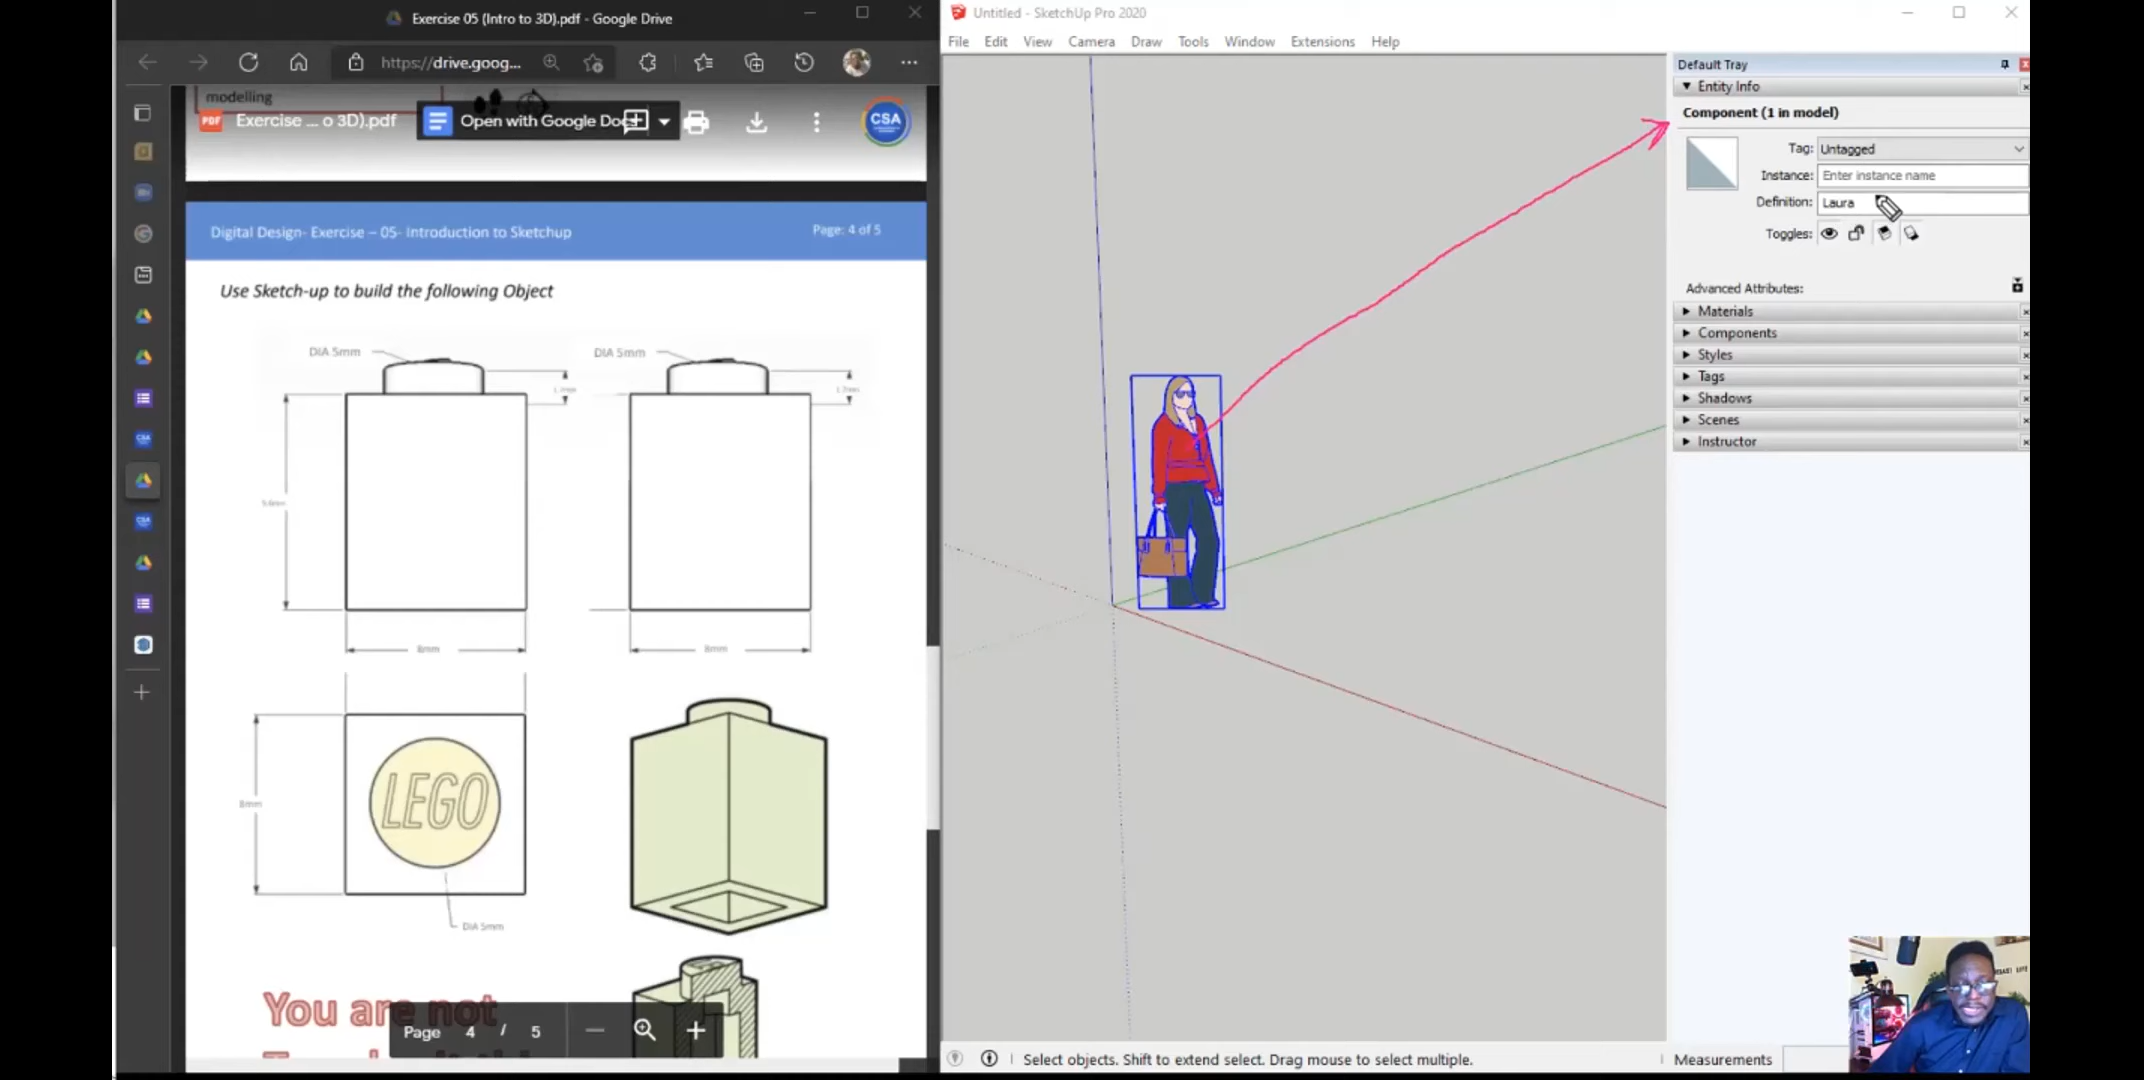 Exercise 05 (Intro to 3D).pdf - Google Drive
https://drive.goog...
modelling
PDF
Exercise ... o 3D).pdf
Open with Google Docs
CSA
Digital Design- Exercise – 05- Introduction to Sketchup
Page: 4 of 5
Use Sketch-up to build the following Object
DIA 5mm
DIA 5mm
8mm
8mm
8mm
LEGO
DIA 5mm
You are not
Page 4 / 5
Untitled - SketchUp Pro 2020
File Edit View Camera Draw Tools Window Extensions Help
Default Tray
Entity Info
Component (1 in model)
Tag: Untagged
Instance: Enter instance name
Definition: Laura
Toggles:
Advanced Attributes:
Materials
Components
Styles
Tags
Shadows
Scenes
Instructor
Select objects. Shift to extend select. Drag mouse to select multiple.
Measurements